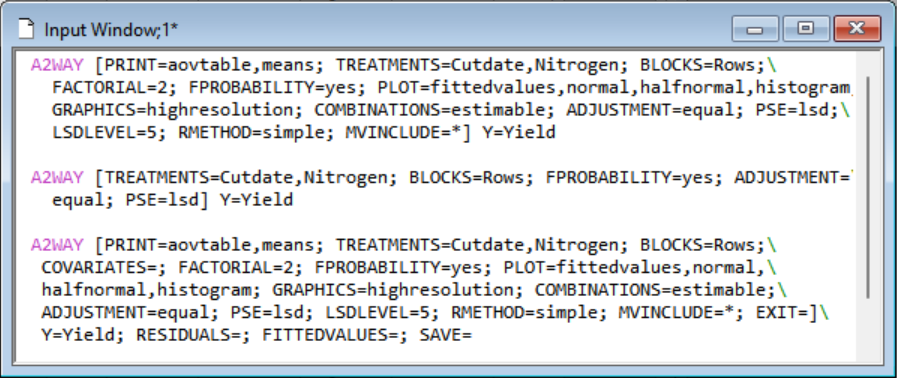 Input Window;1*
A2WAY [PRINT=aovtable,means; TREATMENTS=Cutdate,Nitrogen; BLOCKS=Rows;\
FACTORIAL=2; FPROBABILITY=yes; PLOT=fittedvalues,normal,halfnormal,histogram
GRAPHICS=highresolution; COMBINATIONS=estimable; ADJUSTMENT=equal; PSE=lsd;\
LSDLEVEL=5; RMETHOD=simple; MVINCLUDE=*] Y=Yield
A2WAY [TREATMENTS=Cutdate,Nitrogen; BLOCKS=Rows; FPROBABILITY=yes; ADJUSTMENT=\
equal; PSE=lsd] Y=Yield
A2WAY [PRINT=aovtable,means; TREATMENTS=Cutdate,Nitrogen; BLOCKS=Rows;\
COVARIATES=; FACTORIAL=2; FPROBABILITY=yes; PLOT=fittedvalues,normal,\
halfnormal,histogram; GRAPHICS=highresolution; COMBINATIONS=estimable;\
ADJUSTMENT=equal; PSE=lsd; LSDLEVEL=5; RMETHOD=simple; MVINCLUDE=*; EXIT=]\
Y=Yield; RESIDUALS=; FITTEDVALUES=; SAVE=